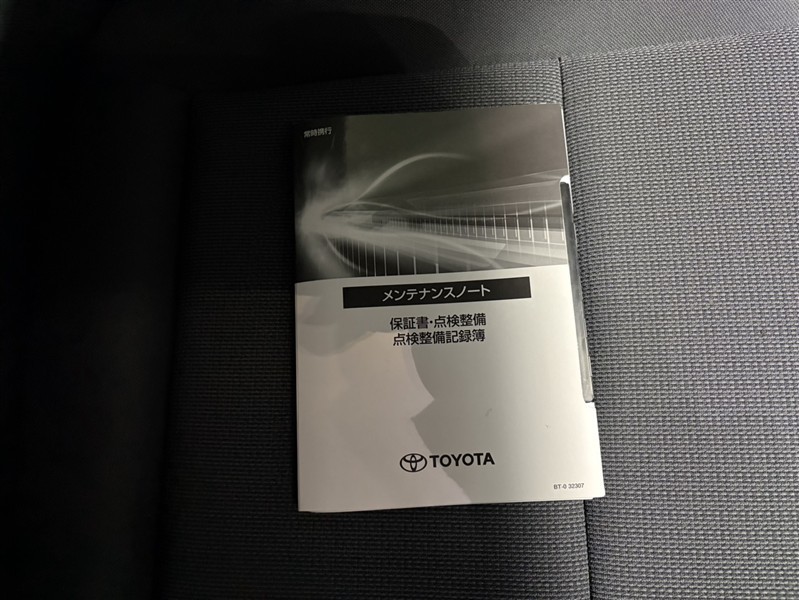 常時携行
メンテナンスノート
保証書・点検整備
点検整備記録簿
TOYOTA
BT-6 32307